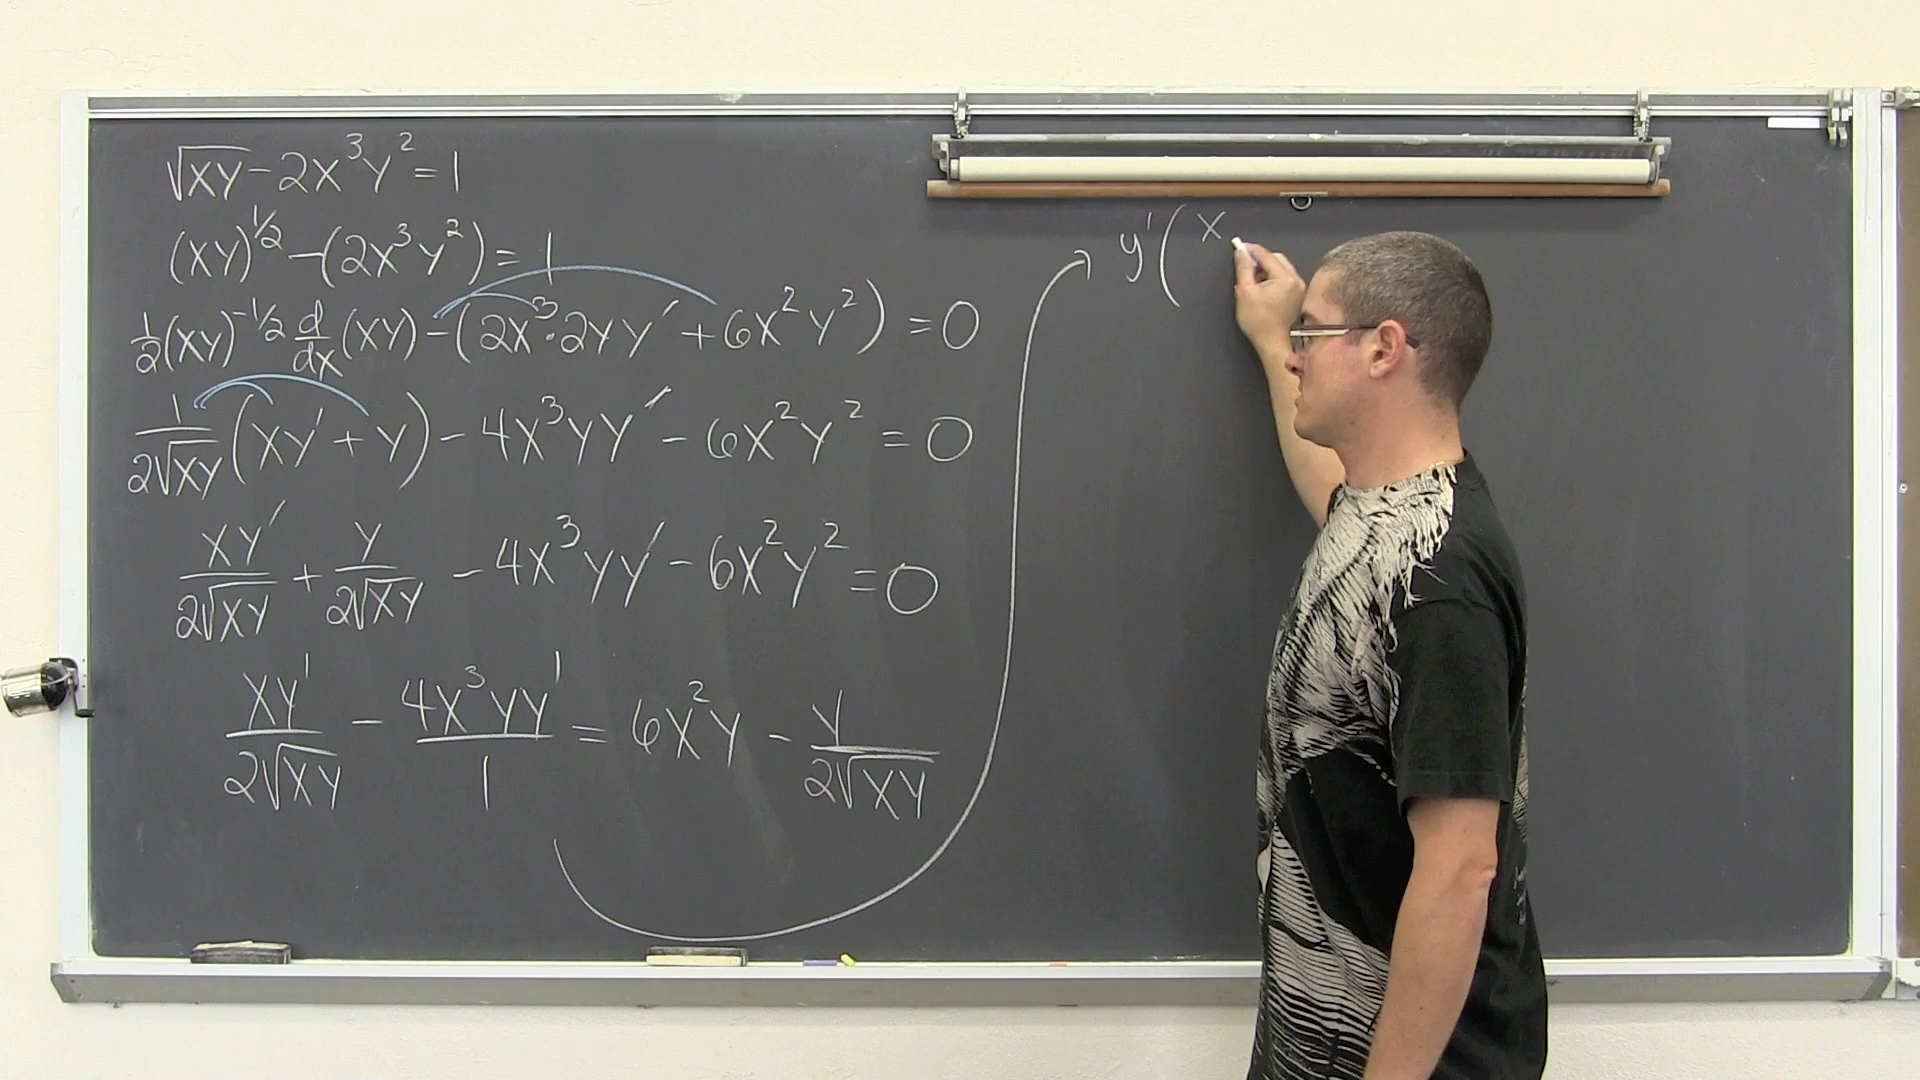 √XY - 2X³Y² = 1
(XY)^½ - (2X³Y²) = 1
½(XY)^-½ d/dx (XY) - (2X³·2YY′ + 6X²Y²) = 0
1/(2√XY) (XY′ + Y) - 4X³YY′ - 6X²Y² = 0
XY′/(2√XY) + Y/(2√XY) - 4X³YY′ - 6X²Y² = 0
XY′/(2√XY) - 4X³YY′/1 = 6X²Y - Y/(2√XY)
y′( X